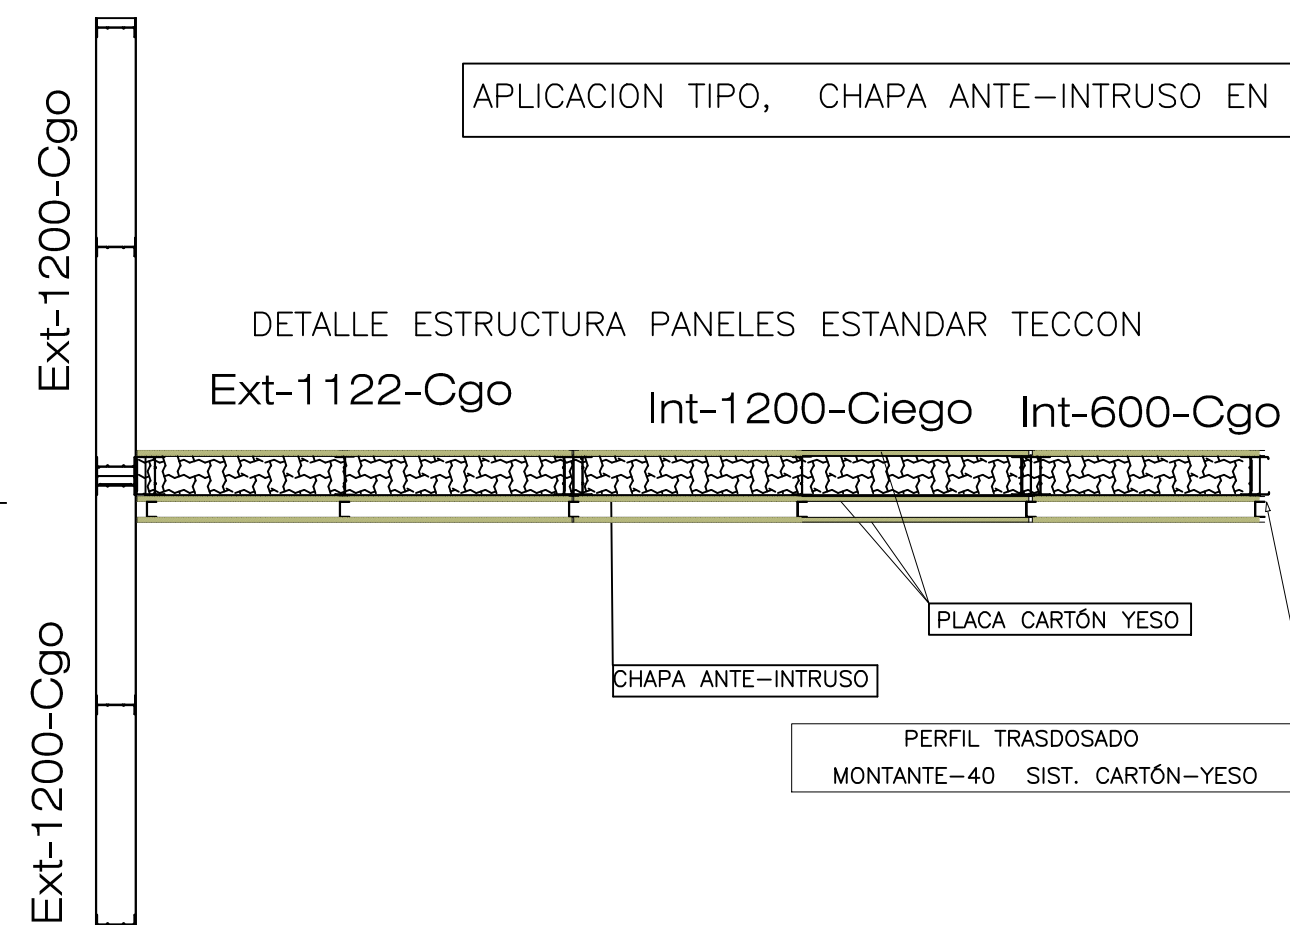 APLICACION TIPO, CHAPA ANTE-INTRUSO EN
Ext-1200-Cgo
DETALLE ESTRUCTURA PANELES ESTANDAR TECCON
Ext-1122-Cgo
Int-1200-Ciego
Int-600-Cgo
PLACA CARTÓN YESO
CHAPA ANTE-INTRUSO
Ext-1200-Cgo
PERFIL TRASDOSADO
MONTANTE-40 SIST. CARTÓN-YESO